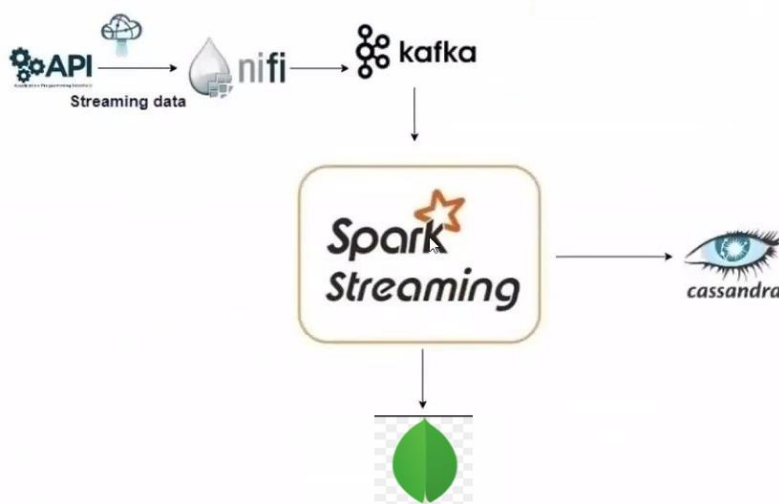 API
Streaming data
nifi
kafka
Spark
Streaming
cassandra